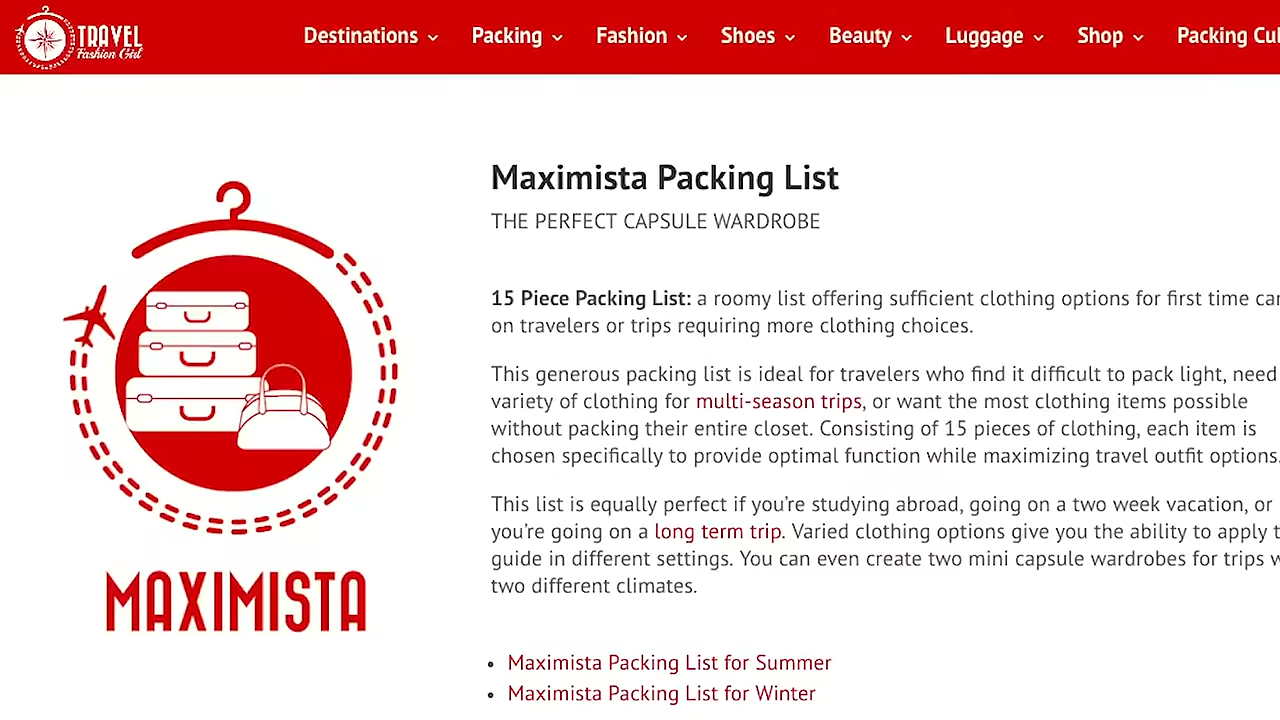 TRAVEL
Fashion Girl
Destinations
Packing
Fashion
Shoes
Beauty
Luggage
Shop
Packing
Maximista Packing List
THE PERFECT CAPSULE WARDROBE
15 Piece Packing List: a roomy list offering sufficient clothing options for first time
on travelers or trips requiring more clothing choices.
This generous packing list is ideal for travelers who find it difficult to pack light, need
variety of clothing for multi-season trips, or want the most clothing items possible
without packing their entire closet. Consisting of 15 pieces of clothing, each item is
chosen specifically to provide optimal function while maximizing travel outfit options.
This list is equally perfect if you're studying abroad, going on a two week vacation, or
you're going on a long term trip. Varied clothing options give you the ability to apply
guide in different settings. You can even create two mini capsule wardrobes for trips
two different climates.
MAXIMISTA
• Maximista Packing List for Summer
• Maximista Packing List for Winter